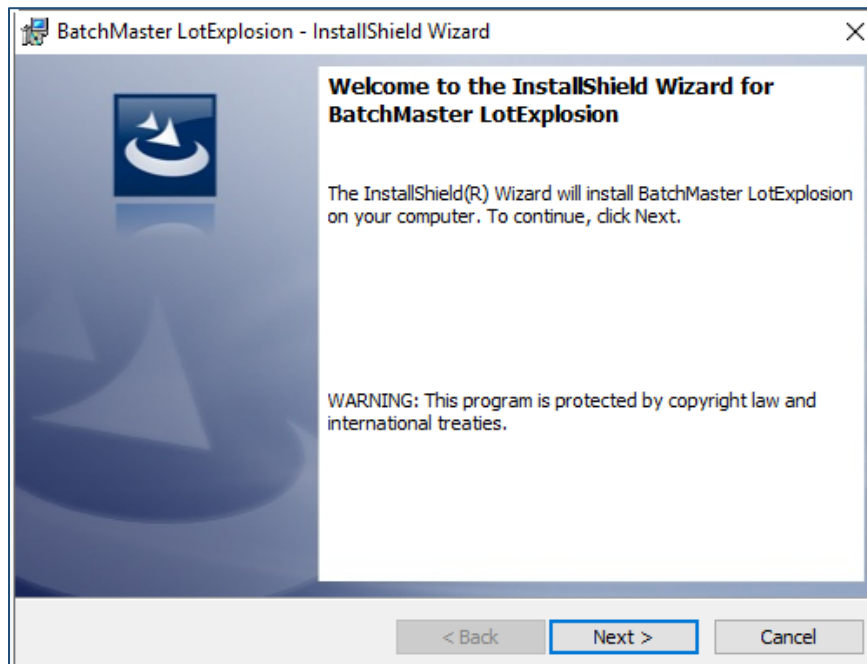 BatchMaster LotExplosion - InstallShield Wizard
Welcome to the InstallShield Wizard for
BatchMaster LotExplosion
The InstallShield(R) Wizard will install BatchMaster LotExplosion
on your computer. To continue, click Next.
WARNING: This program is protected by copyright law and
international treaties.
< Back Next > Cancel